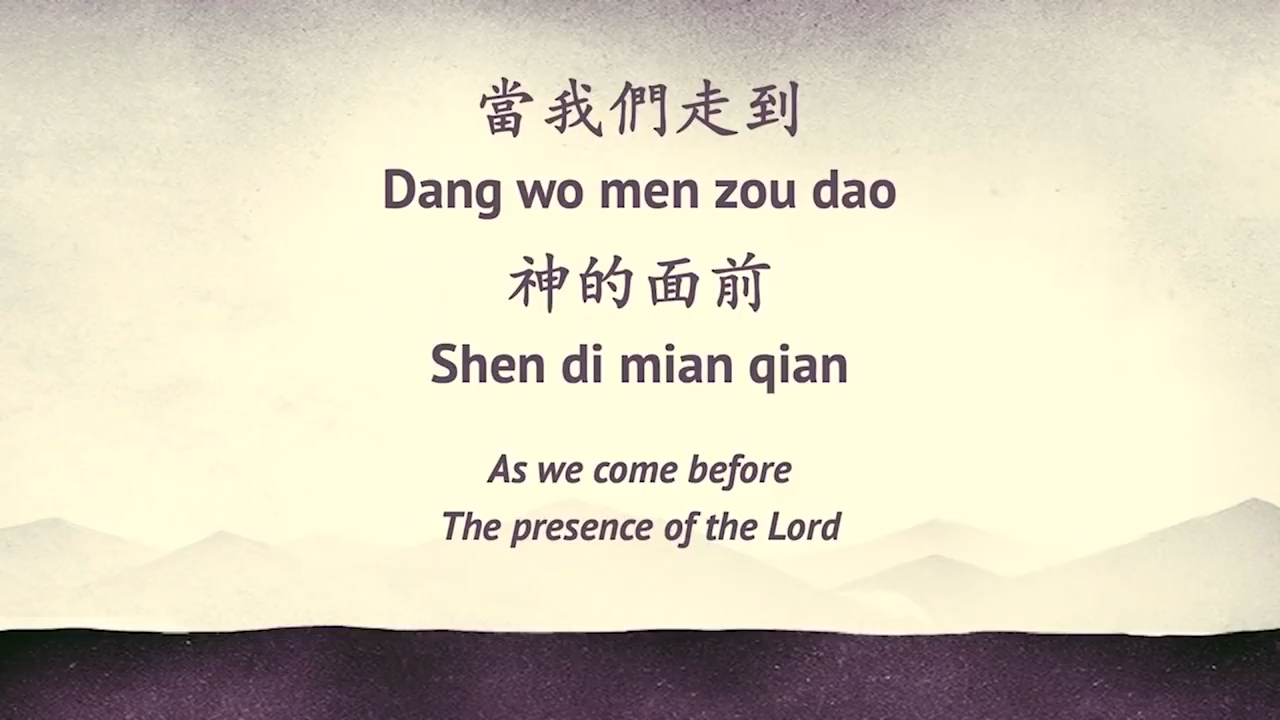 當我們走到
Dang wo men zou dao
神的面前
Shen di mian qian
As we come before
The presence of the Lord